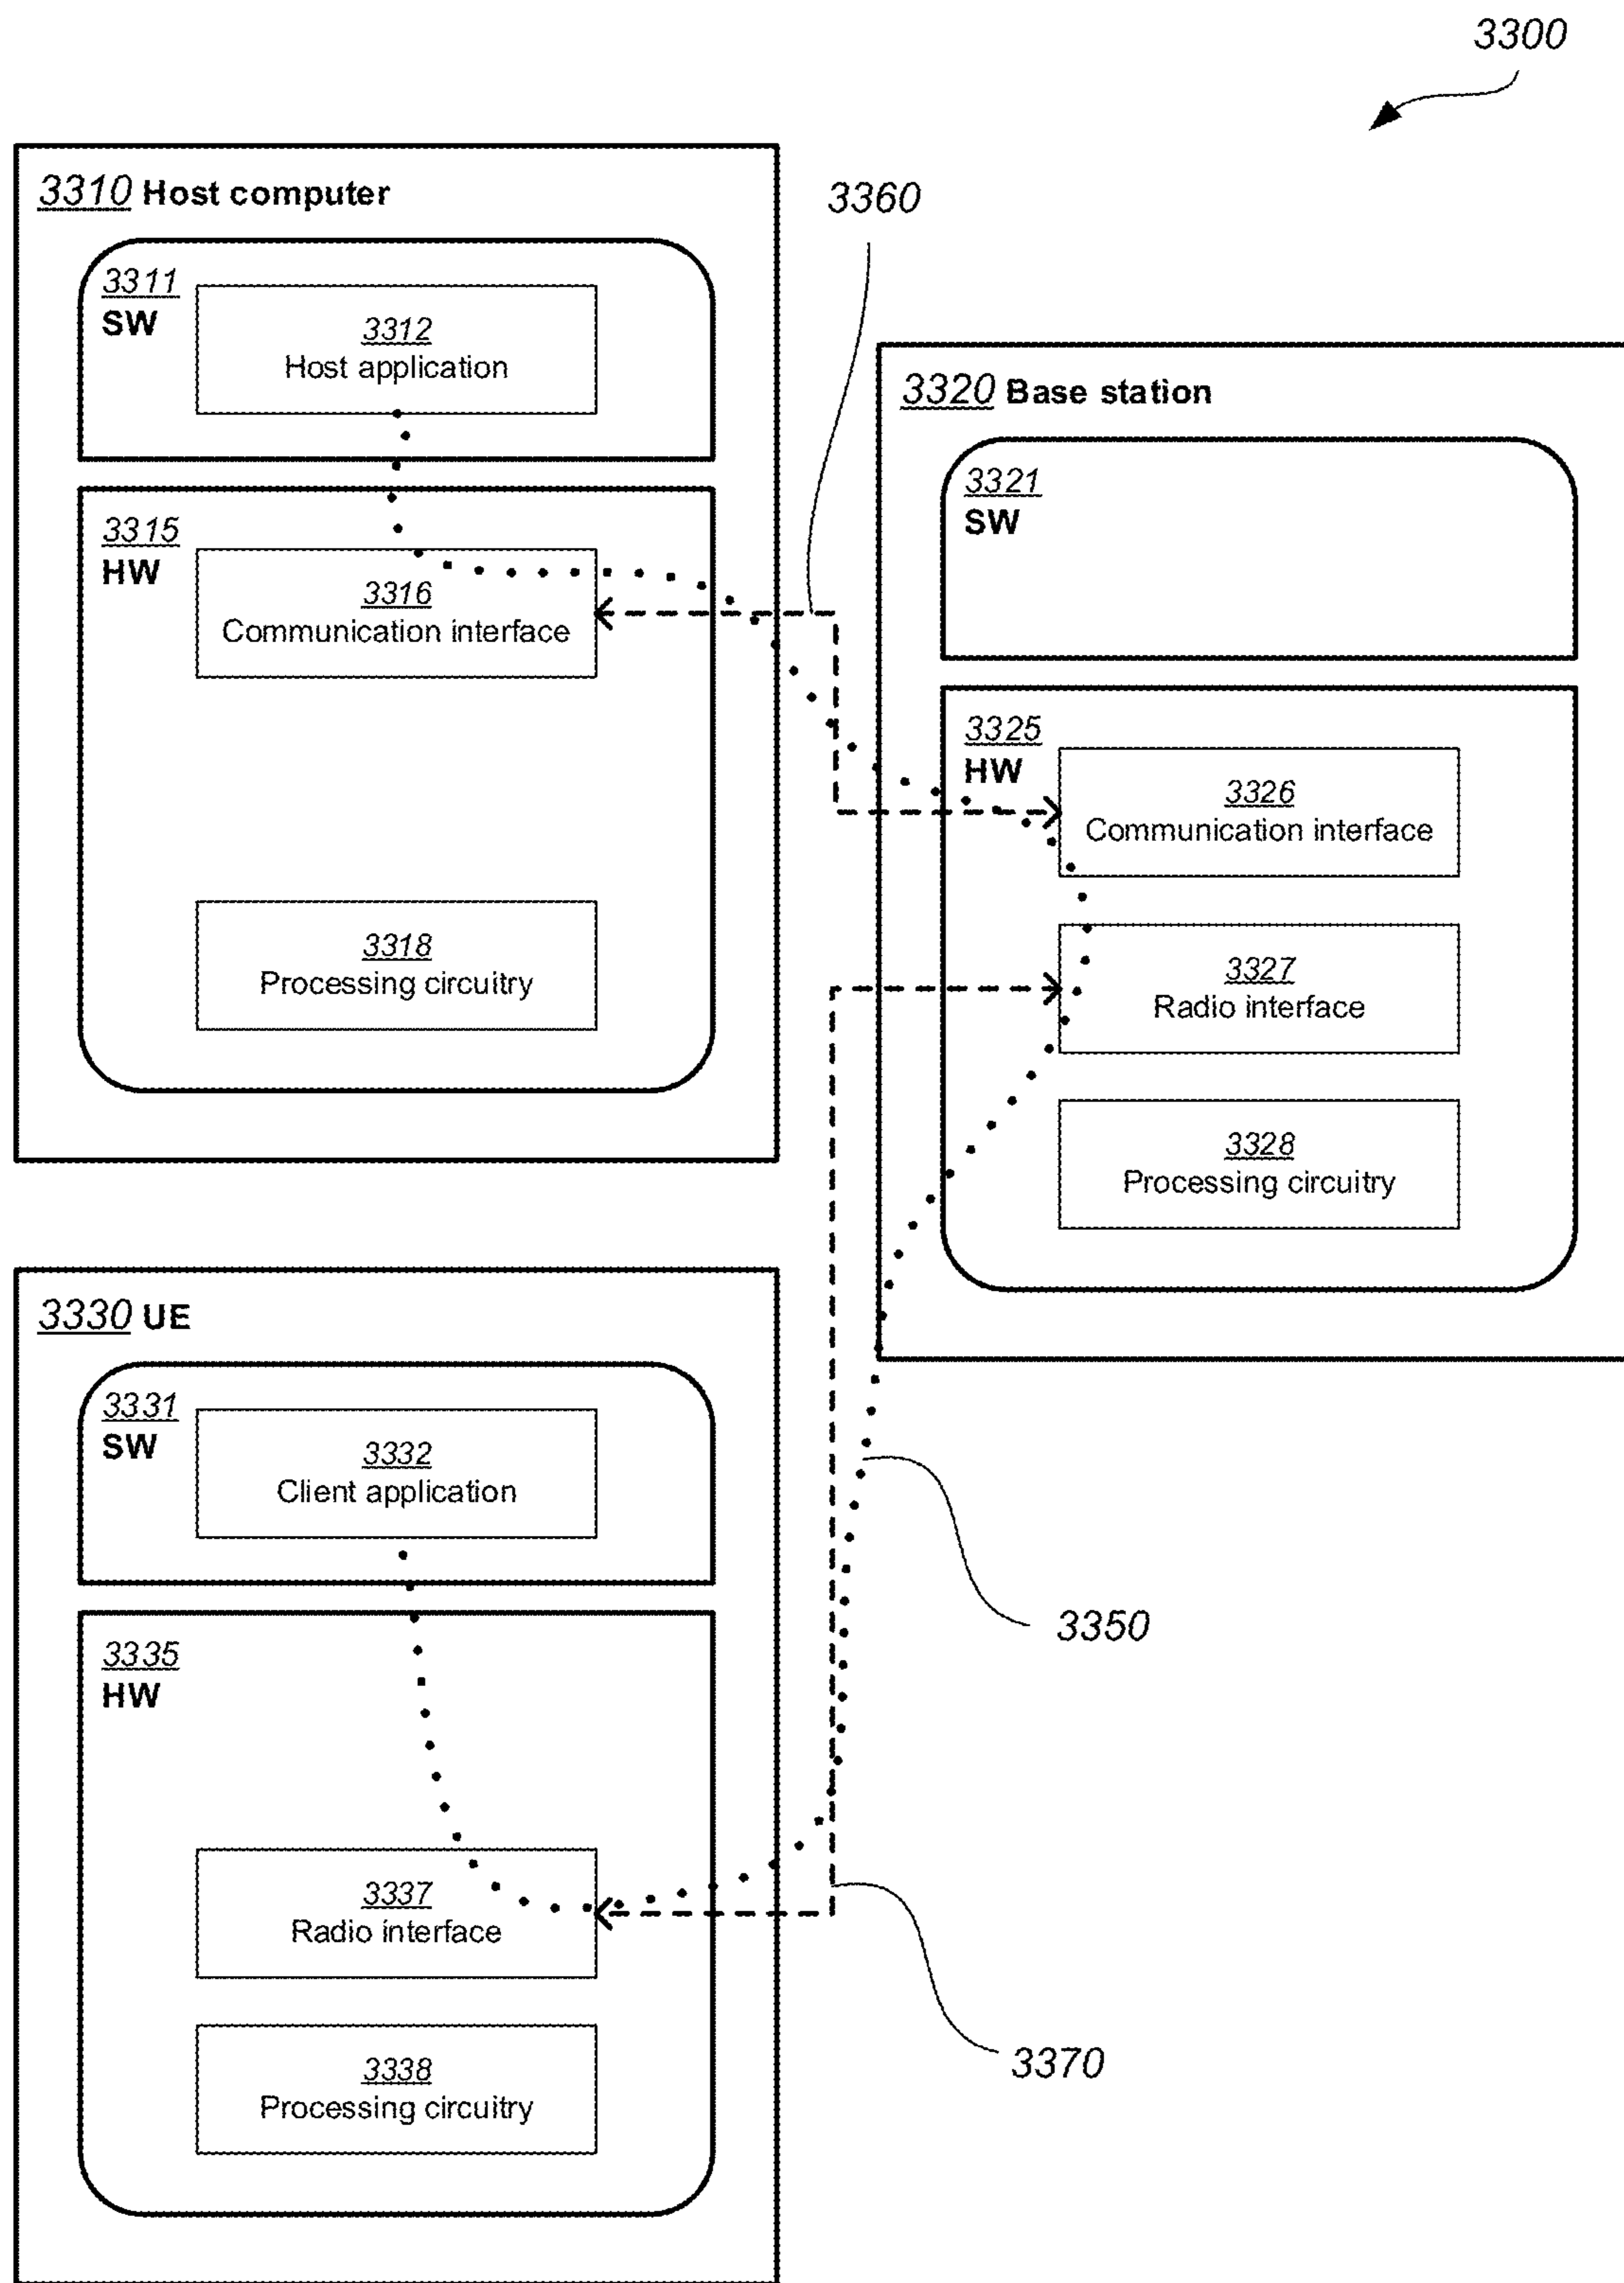 3300
3310 Host computer
3311
SW
3312
Host application
3315
HW
3316
Communication interface
3318
Processing circuitry
3360
3320 Base station
3321
SW
3325
HW
3326
Communication interface
3327
Radio interface
3328
Processing circuitry
3330 UE
3331
SW
3332
Client application
3335
HW
3337
Radio interface
3338
Processing circuitry
3350
3370